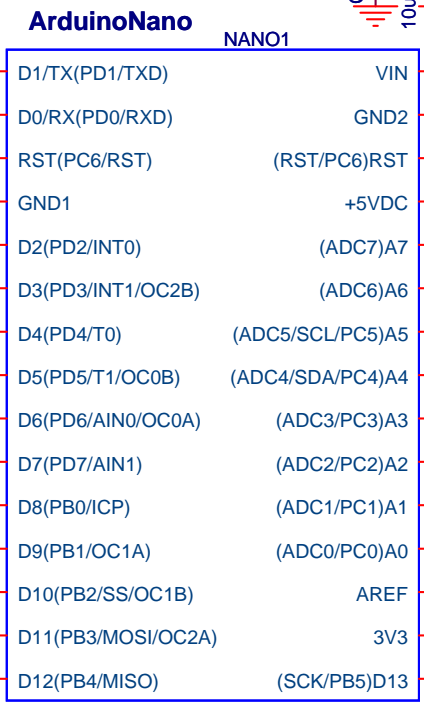 ArduinoNano
10u
NANO1
D1/TX(PD1/TXD) VIN
D0/RX(PD0/RXD) GND2
RST(PC6/RST) (RST/PC6)RST
GND1 +5VDC
D2(PD2/INT0) (ADC7)A7
D3(PD3/INT1/OC2B) (ADC6)A6
D4(PD4/T0) (ADC5/SCL/PC5)A5
D5(PD5/T1/OC0B) (ADC4/SDA/PC4)A4
D6(PD6/AIN0/OC0A) (ADC3/PC3)A3
D7(PD7/AIN1) (ADC2/PC2)A2
D8(PB0/ICP) (ADC1/PC1)A1
D9(PB1/OC1A) (ADC0/PC0)A0
D10(PB2/SS/OC1B) AREF
D11(PB3/MOSI/OC2A) 3V3
D12(PB4/MISO) (SCK/PB5)D13